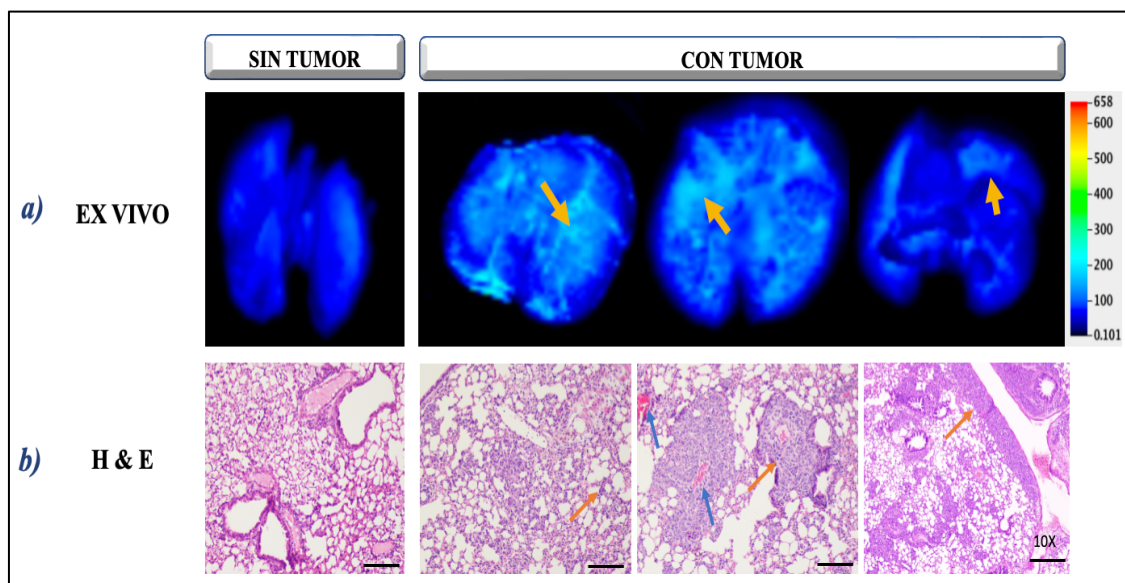 SIN TUMOR
CON TUMOR
a) EX VIVO
658
600
500
400
300
200
100
0.101
b) H & E
10X